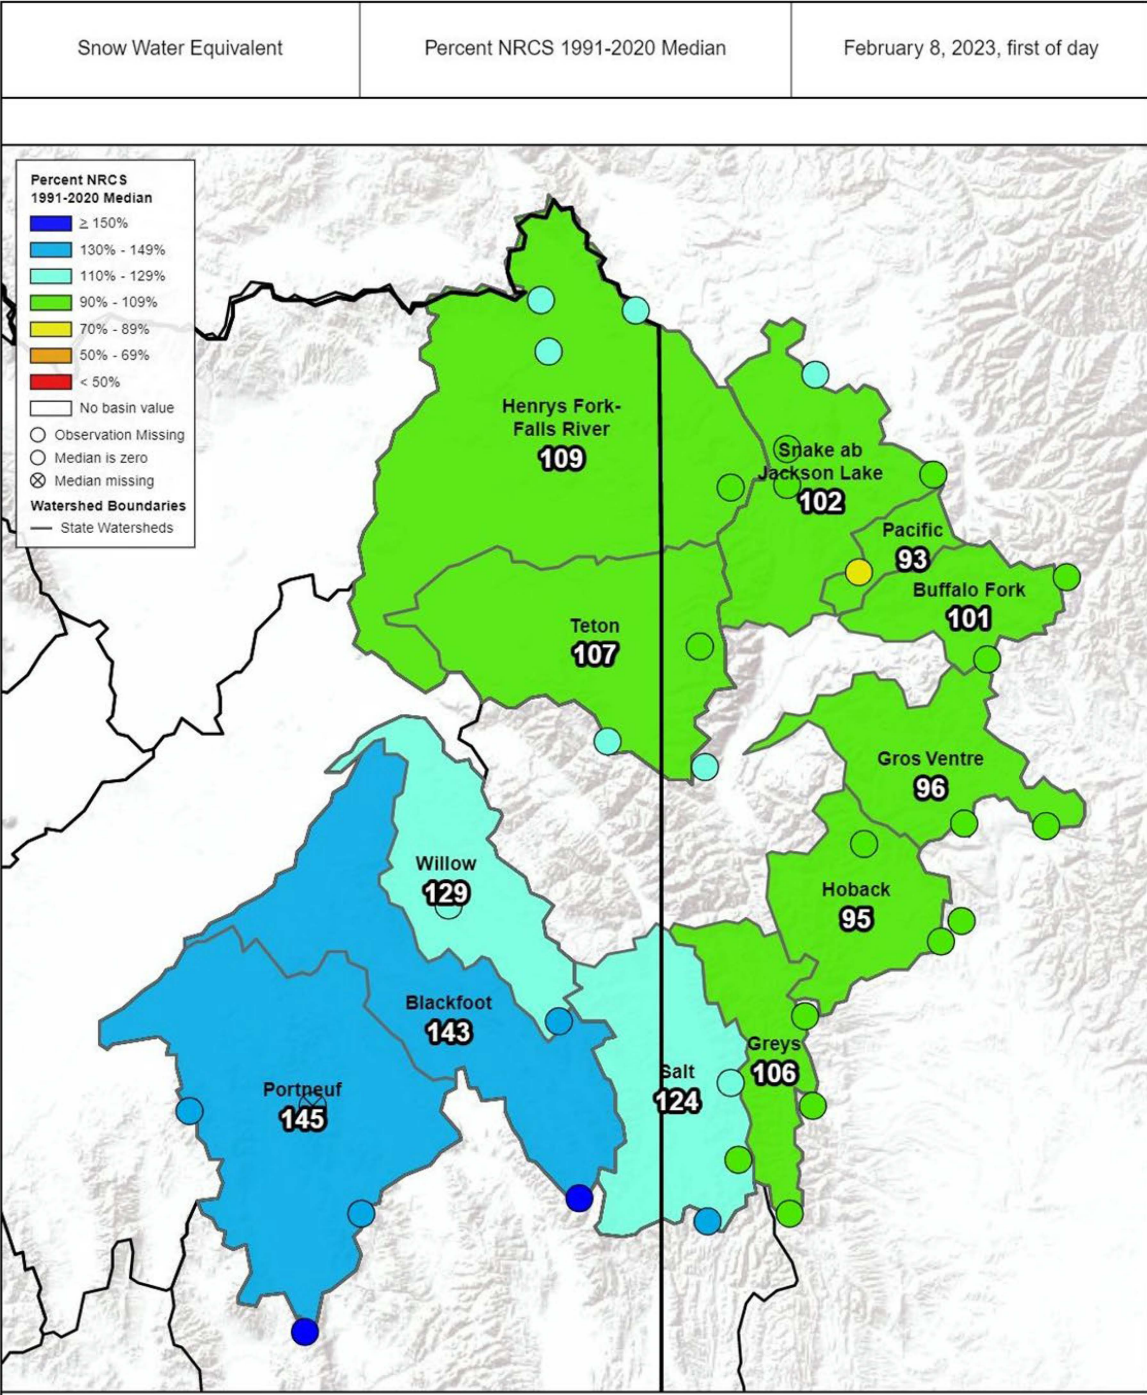 Snow Water Equivalent
Percent NRCS 1991-2020 Median
February 8, 2023, first of day
Percent NRCS
1991-2020 Median
≥ 150%
130% - 149%
110% - 129%
90% - 109%
70% - 89%
50% - 69%
< 50%
No basin value
Observation Missing
Median is zero
Median missing
Watershed Boundaries
State Watersheds
Henrys Fork-
Falls River
109
Snake ab
Jackson Lake
102
Pacific
93
Buffalo Fork
101
Teton
107
Gros Ventre
96
Willow
129
Hoback
95
Blackfoot
143
Greys
106
Salt
124
Portneuf
145